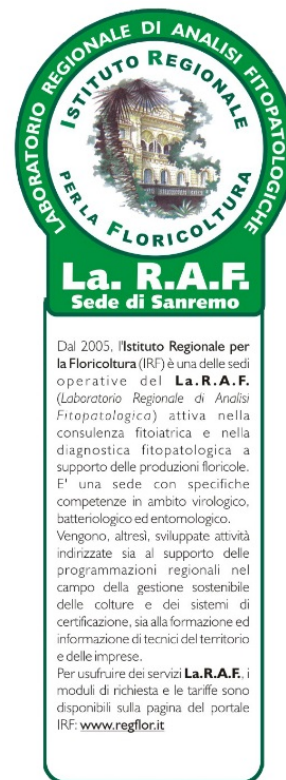 LABORATORIO REGIONALE DI ANALISI FITOPATOLOGICHE
ISTITUTO REGIONALE
PER LA FLORICOLTURA
La. R.A.F.
Sede di Sanremo
Dal 2005, l'Istituto Regionale per
la Floricoltura (IRF) è una delle sedi
operative del La.R.A.F.
(Laboratorio Regionale di Analisi
Fitopatologica) attiva nella
consulenza fitoiatrica e nella
diagnostica fitopatologica a
supporto delle produzioni floricole.
E' una sede con specifiche
competenze in ambito virologico,
batteriologico ed entomologico.
Vengono, altresì, sviluppate attività
indirizzate sia al supporto delle
programmazioni regionali nel
campo della gestione sostenibile
delle colture e dei sistemi di
certificazione, sia alla formazione ed
informazione di tecnici del territorio
e delle imprese.
Per usufruire dei servizi La.R.A.F., i
moduli di richiesta e le tariffe sono
disponibili sulla pagina del portale
IRF: www.regflor.it